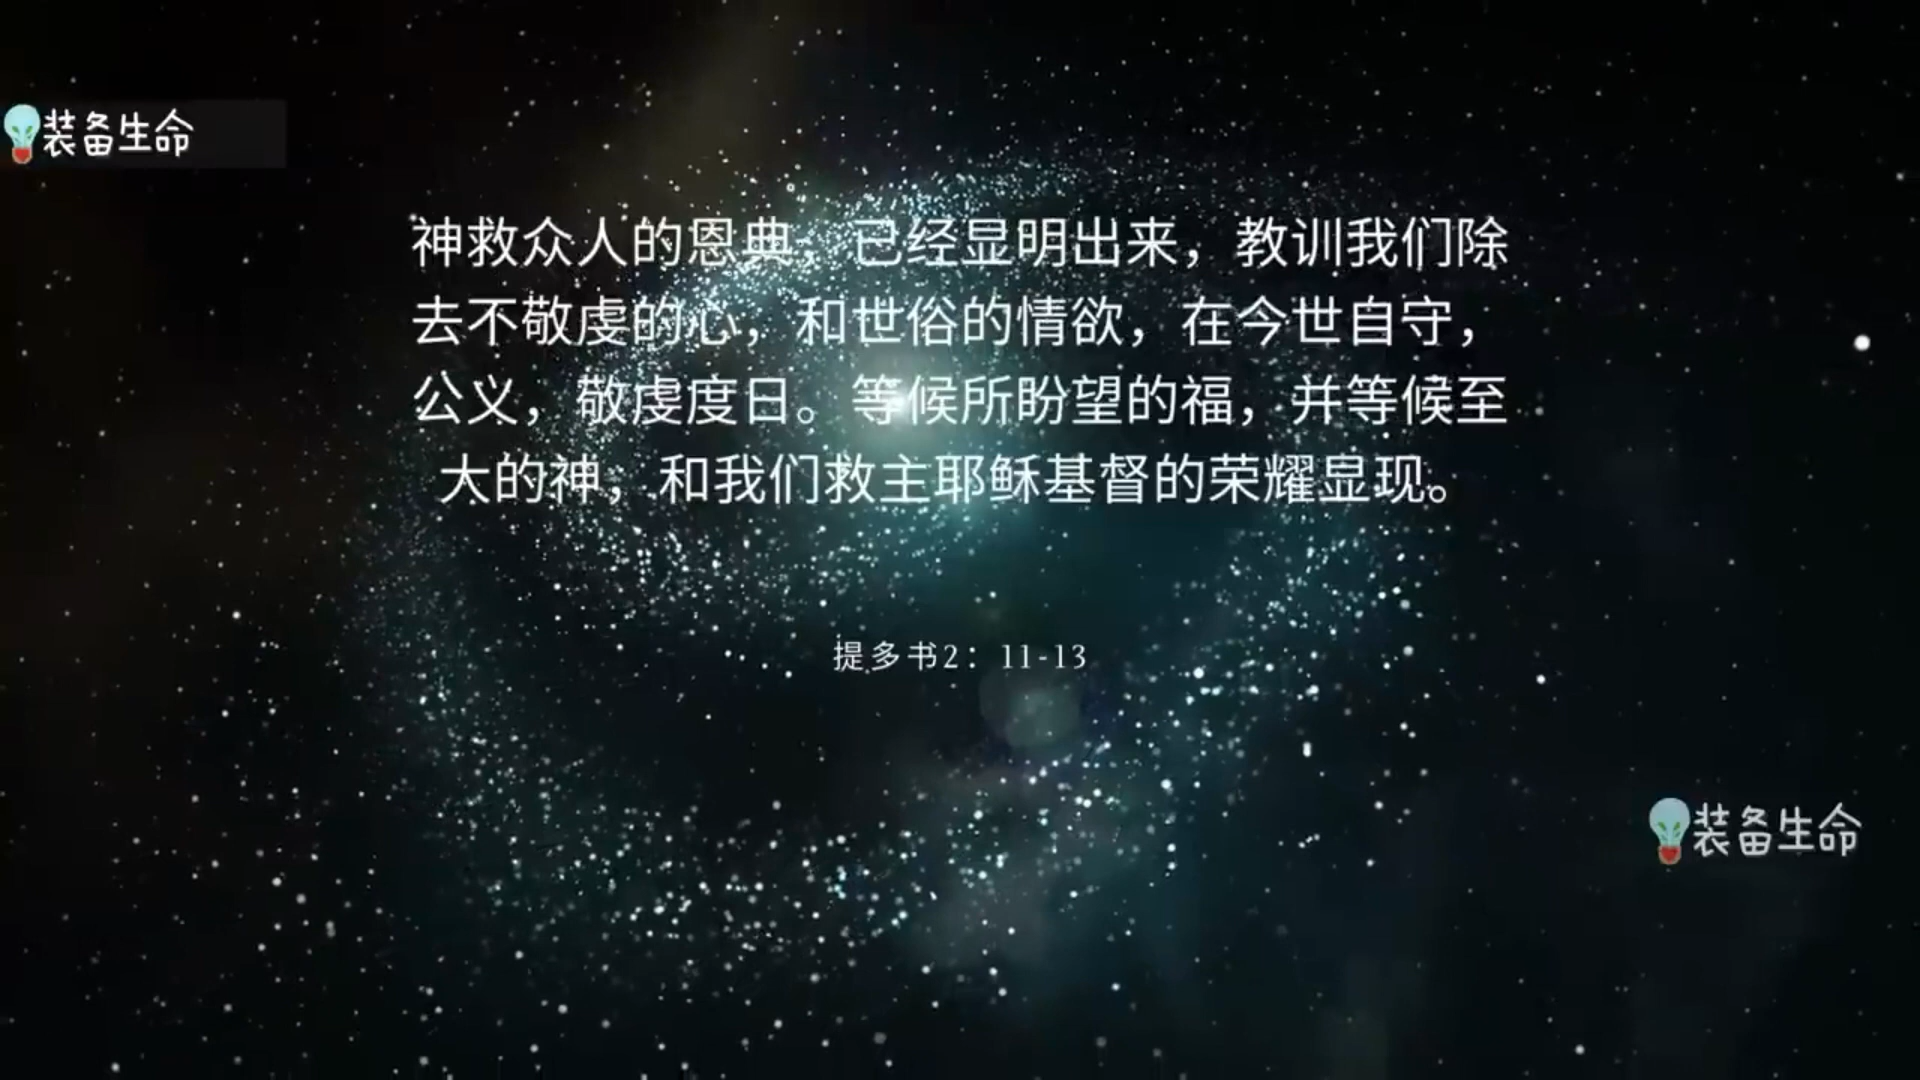 装备生命
神救众人的恩典，已经显明出来，教训我们除
去不敬虔的心，和世俗的情欲，在今世自守，
公义，敬虔度日。等候所盼望的福，并等候至
大的神，和我们救主耶稣基督的荣耀显现。
提多书2：11-13
装备生命